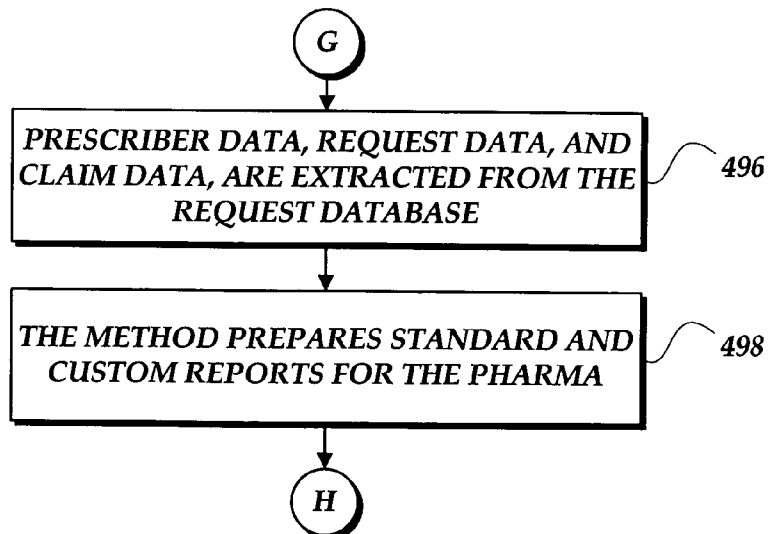 G
PRESCRIBER DATA, REQUEST DATA, AND
CLAIM DATA, ARE EXTRACTED FROM THE
REQUEST DATABASE
496
THE METHOD PREPARES STANDARD AND
CUSTOM REPORTS FOR THE PHARMA
498
H